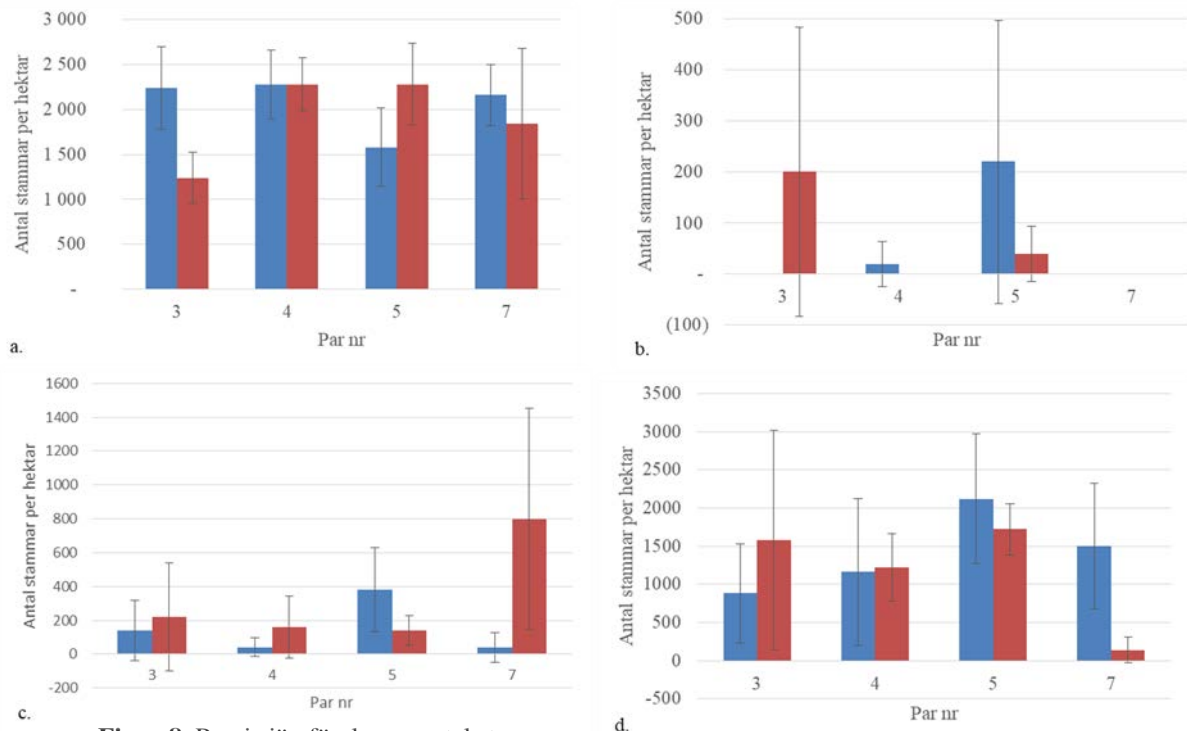 Antal stammar per hektar
3 000
2 500
2 000
1 500
1 000
500
-
3 4 5 7
Par nr
a.
Antal stammar per hektar
500
400
300
200
100
-
(100)
3 4 5 7
Par nr
b.
Antal stammar per hektar
1600
1400
1200
1000
800
600
400
200
0
-200
3 4 5 7
Par nr
c.
Antal stammar per hektar
3500
3000
2500
2000
1500
1000
500
0
-500
3 4 5 7
Par nr
d.